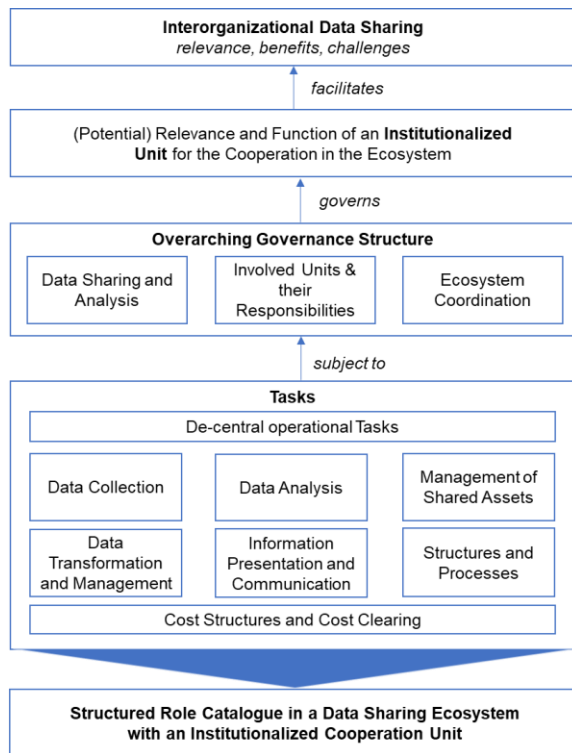 Interorganizational Data Sharing
relevance, benefits, challenges
facilitates
(Potential) Relevance and Function of an Institutionalized
Unit for the Cooperation in the Ecosystem
governs
Overarching Governance Structure
Data Sharing and
Analysis
Involved Units &
their
Responsibilities
Ecosystem
Coordination
subject to
Tasks
De-central operational Tasks
Data Collection
Data Analysis
Management of
Shared Assets
Data
Transformation
and Management
Information
Presentation and
Communication
Structures and
Processes
Cost Structures and Cost Clearing
Structured Role Catalogue in a Data Sharing Ecosystem
with an Institutionalized Cooperation Unit